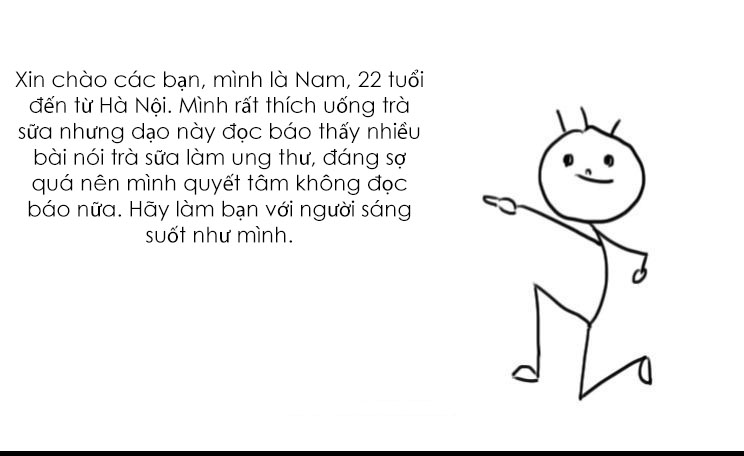 Xin chào các bạn, mình là Nam, 22 tuổi
đến từ Hà Nội. Mình rất thích uống trà
sữa nhưng dạo này đọc báo thấy nhiều
bài nói trà sữa làm ung thư, đáng sợ
quá nên mình quyết tâm không đọc
báo nữa. Hãy làm bạn với người sáng
suốt như mình.